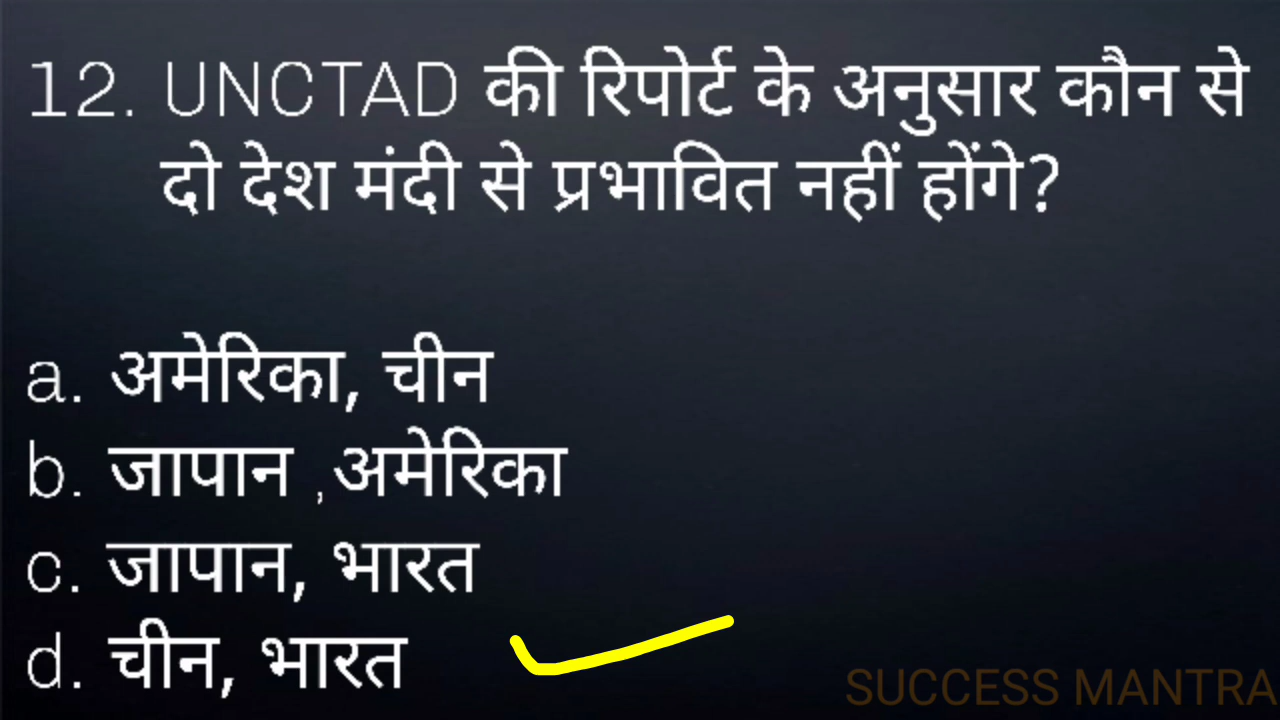 12. UNCTAD की रिपोर्ट के अनुसार कौन से
दो देश मंदी से प्रभावित नहीं होंगे?
a. अमेरिका, चीन
b. जापान ,अमेरिका
c. जापान, भारत
d. चीन, भारत
SUCCESS MANTRA